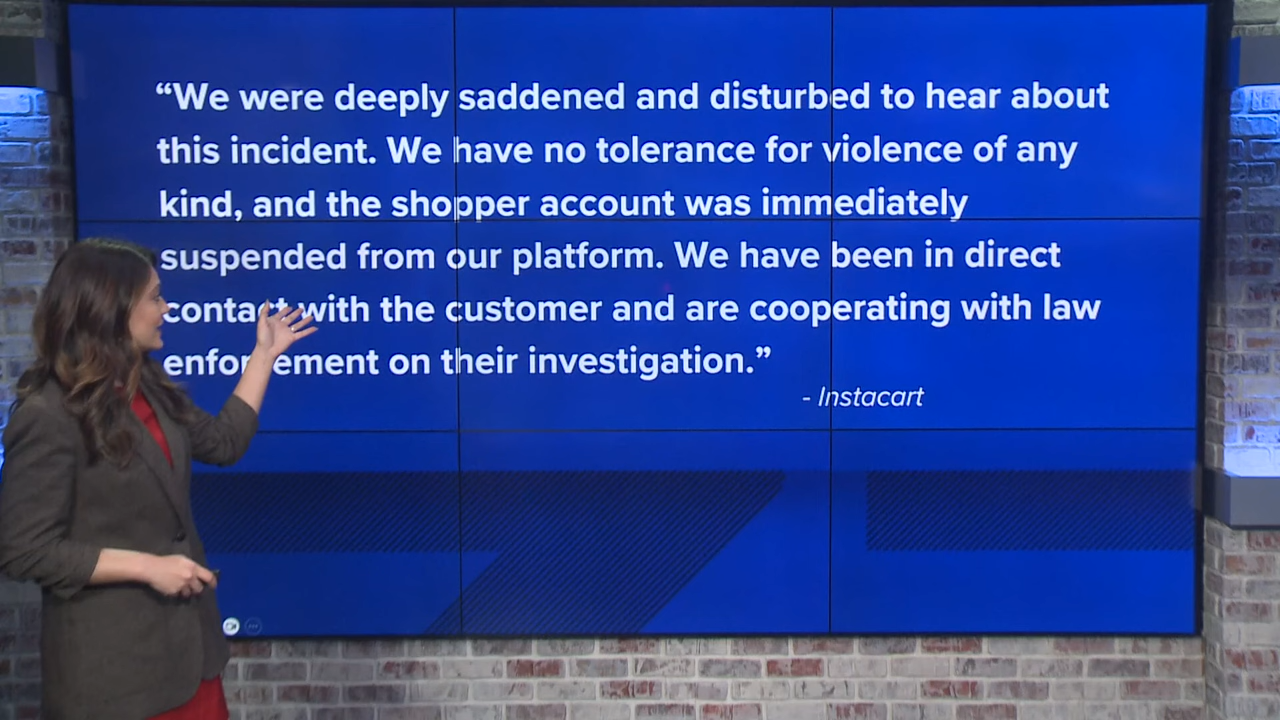 “We were deeply saddened and disturbed to hear about
this incident. We have no tolerance for violence of any
kind, and the shopper account was immediately
suspended from our platform. We have been in direct
contact with the customer and are cooperating with law
enforcement on their investigation.”
- Instacart